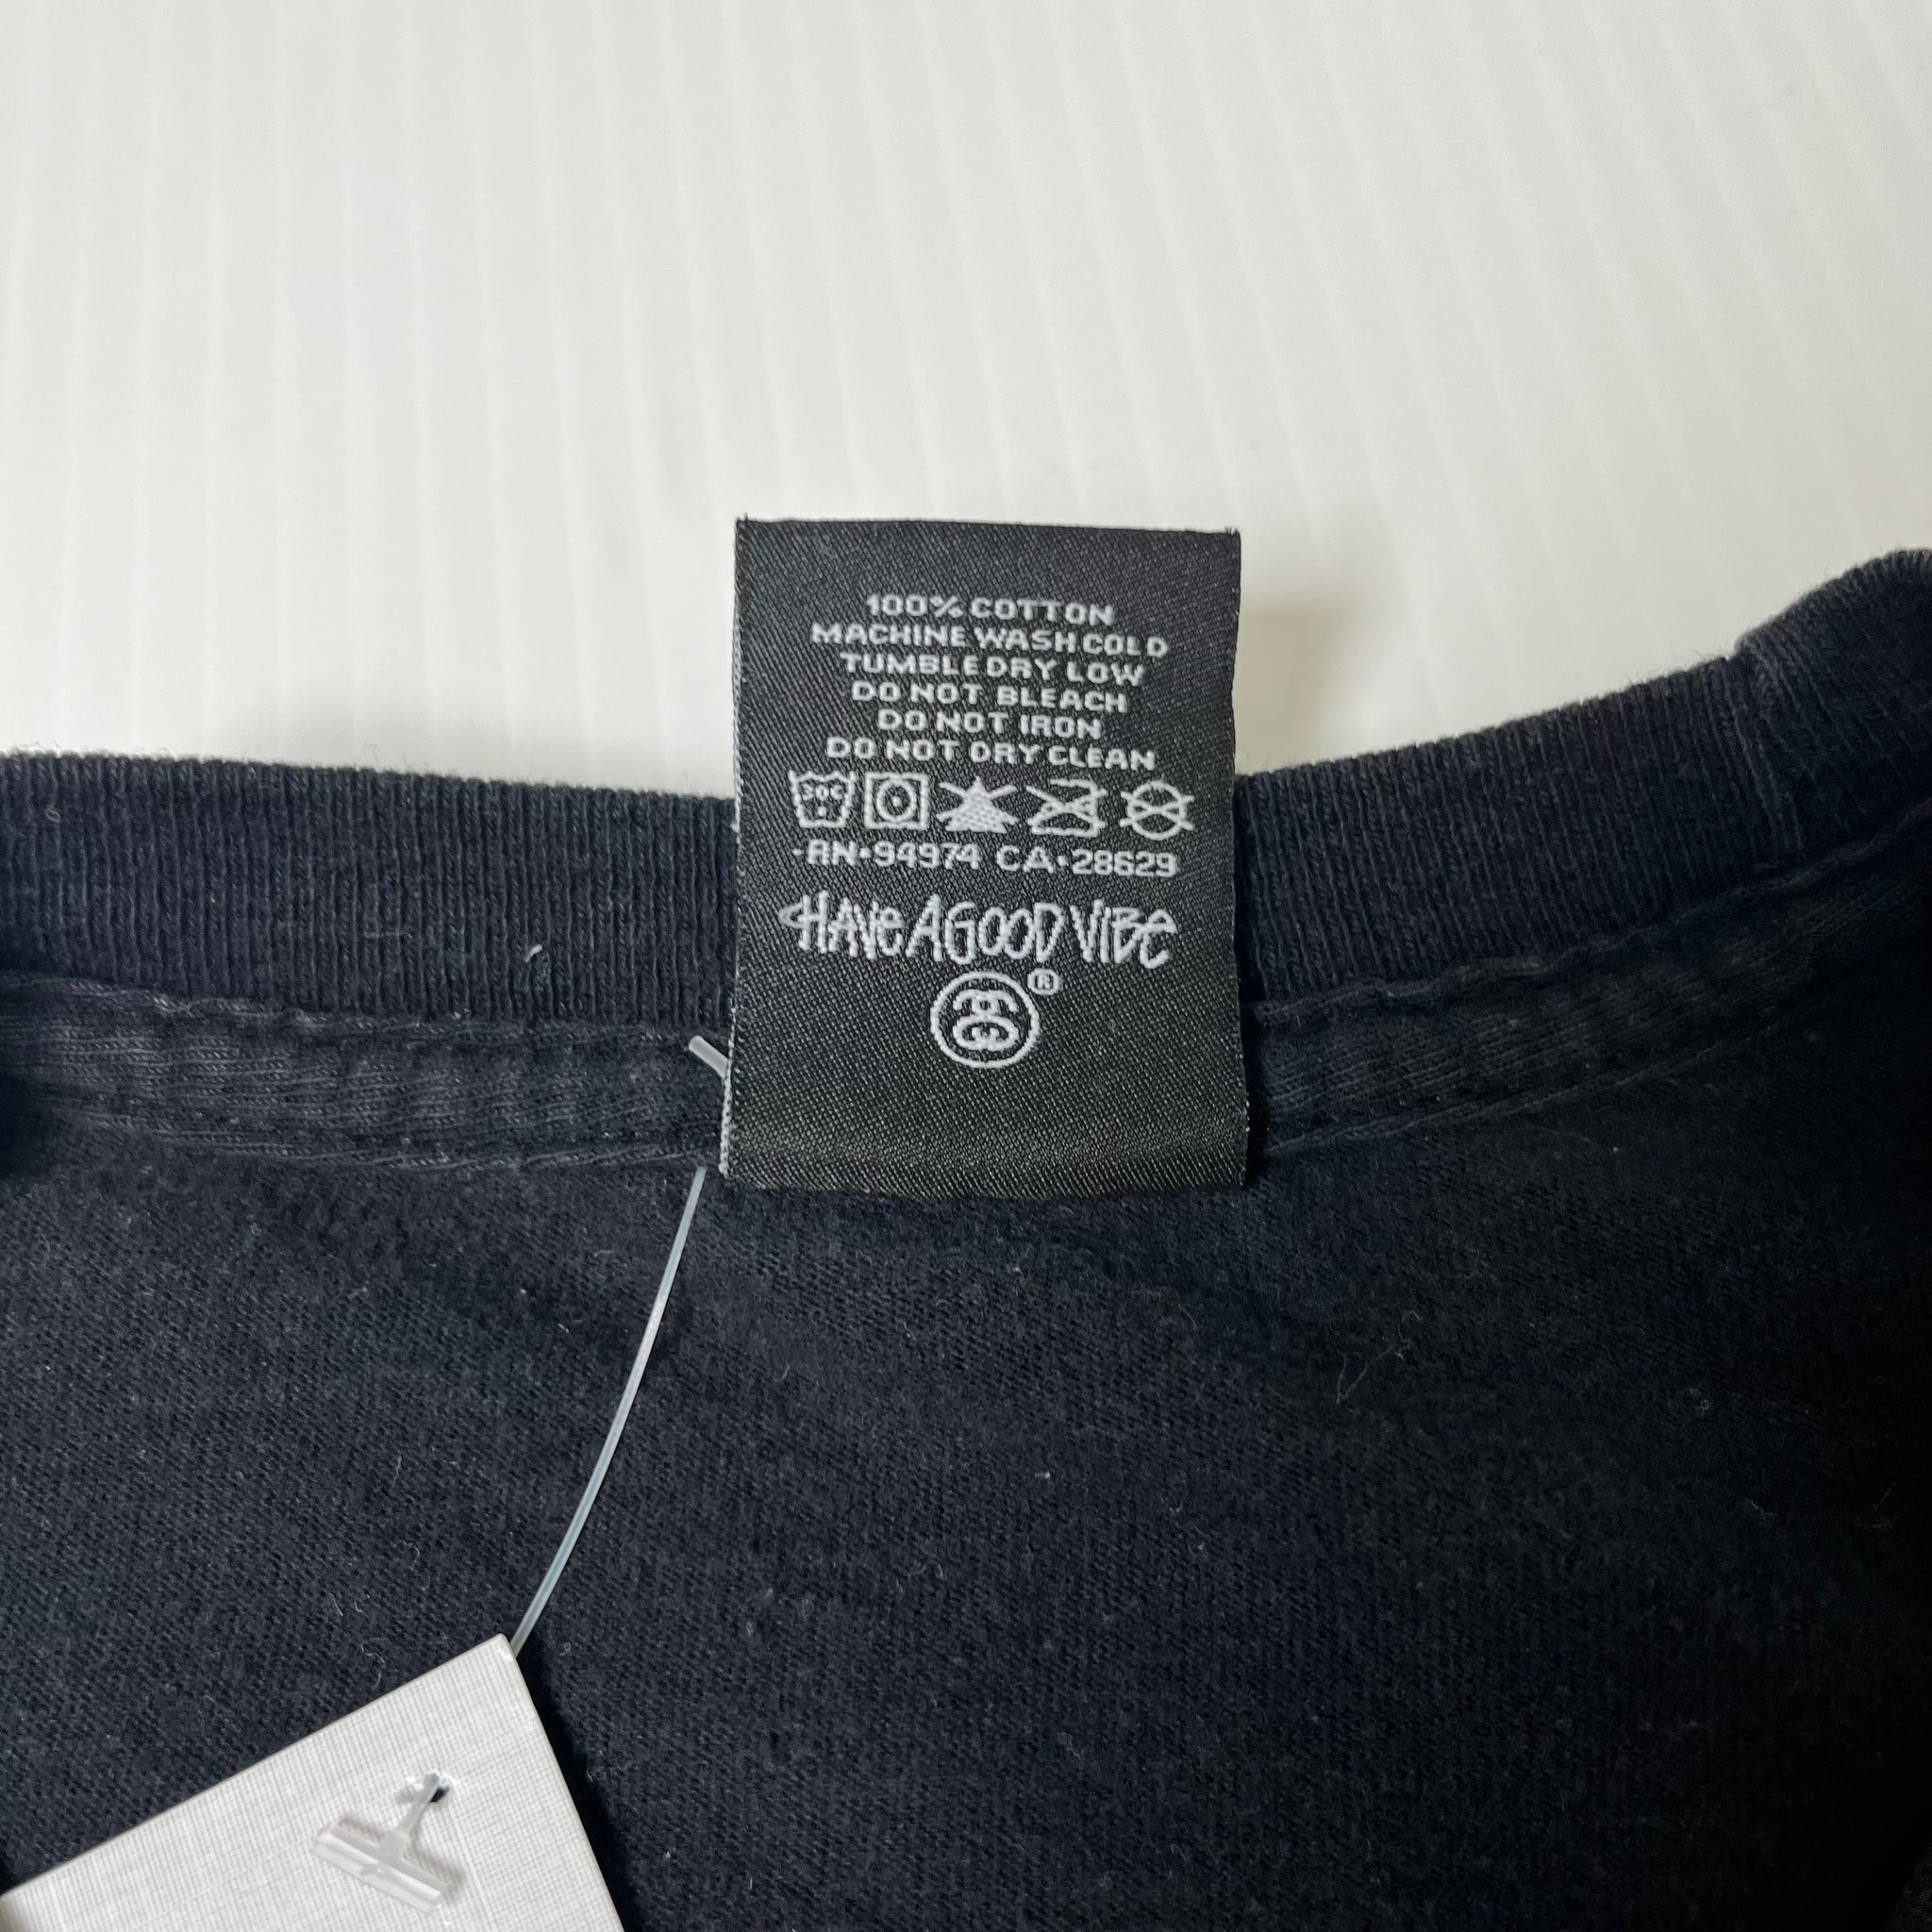 100% COTTON
MACHINE WASH COLD
TUMBLE DRY LOW
DO NOT BLEACH
DO NOT IRON
DO NOT DRY CLEAN
30C
RN•94974 CA•28629
HAVE A GOOD VIBE
®